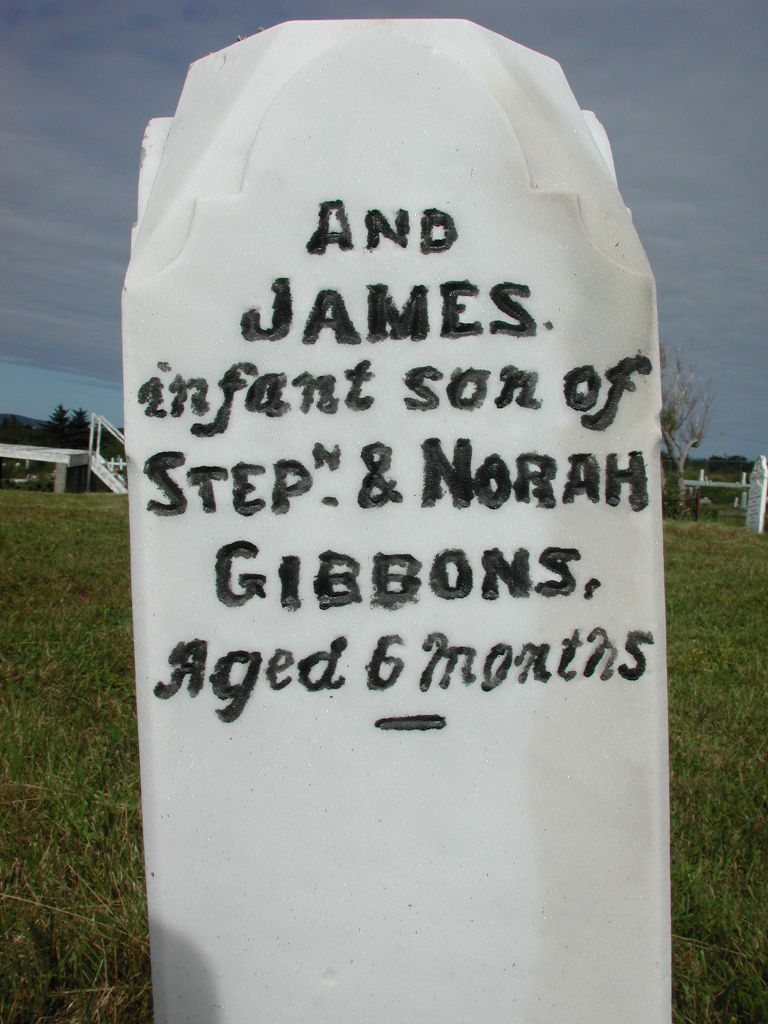 AND
JAMES.
infant son of
STEPN. & NORAH
GIBBONS,
Aged 6 months